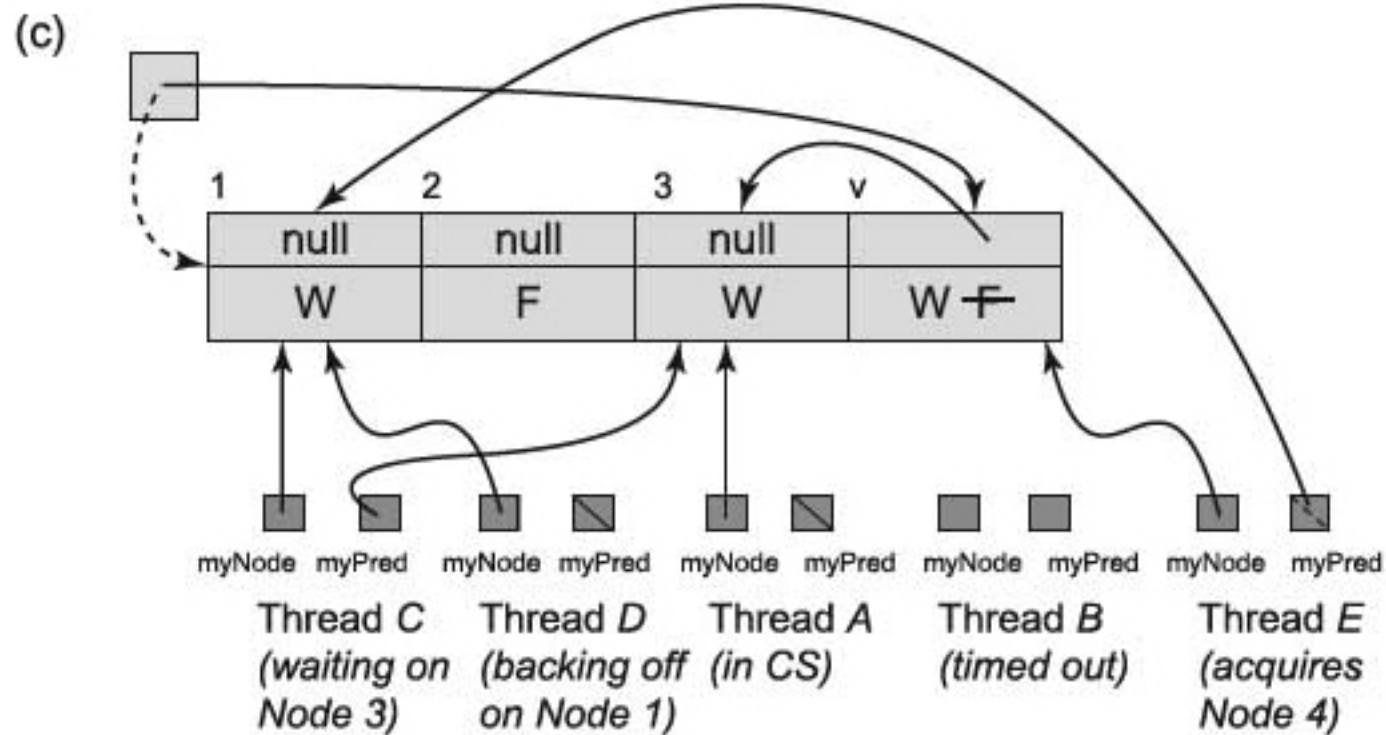 (c)
1 2 3 v
null null null
W F W W F
myNode myPred myNode myPred myNode myPred myNode myPred myNode myPred
Thread C Thread D Thread A Thread B Thread E
(waiting on (backing off (in CS) (timed out) (acquires
Node 3) on Node 1) Node 4)